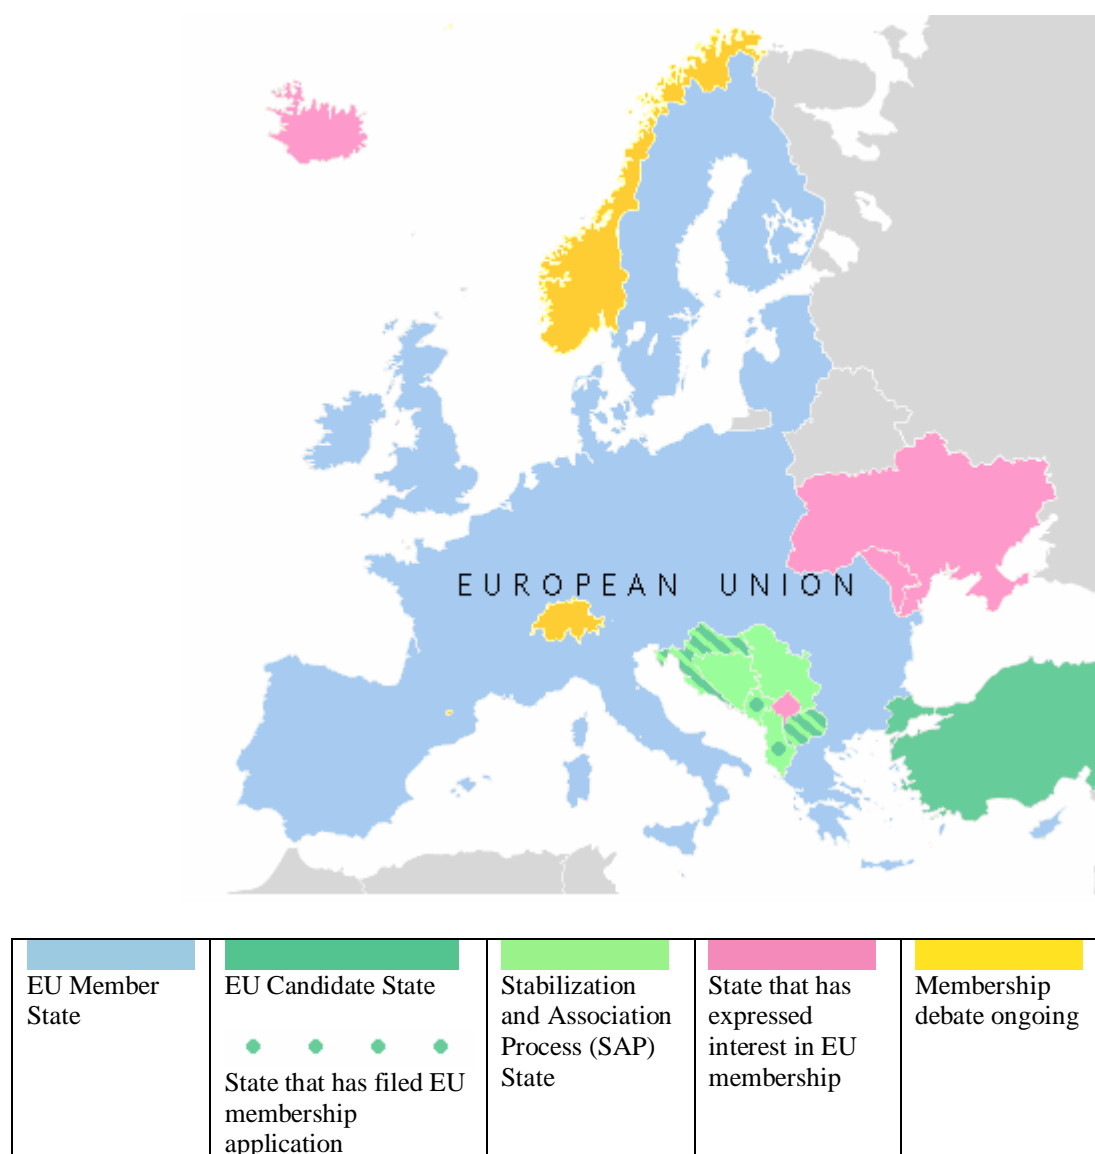 EUROPEAN UNION
EU Member
State
EU Candidate State
State that has filed EU
membership
application
Stabilization
and Association
Process (SAP)
State
State that has
expressed
interest in EU
membership
Membership
debate ongoing